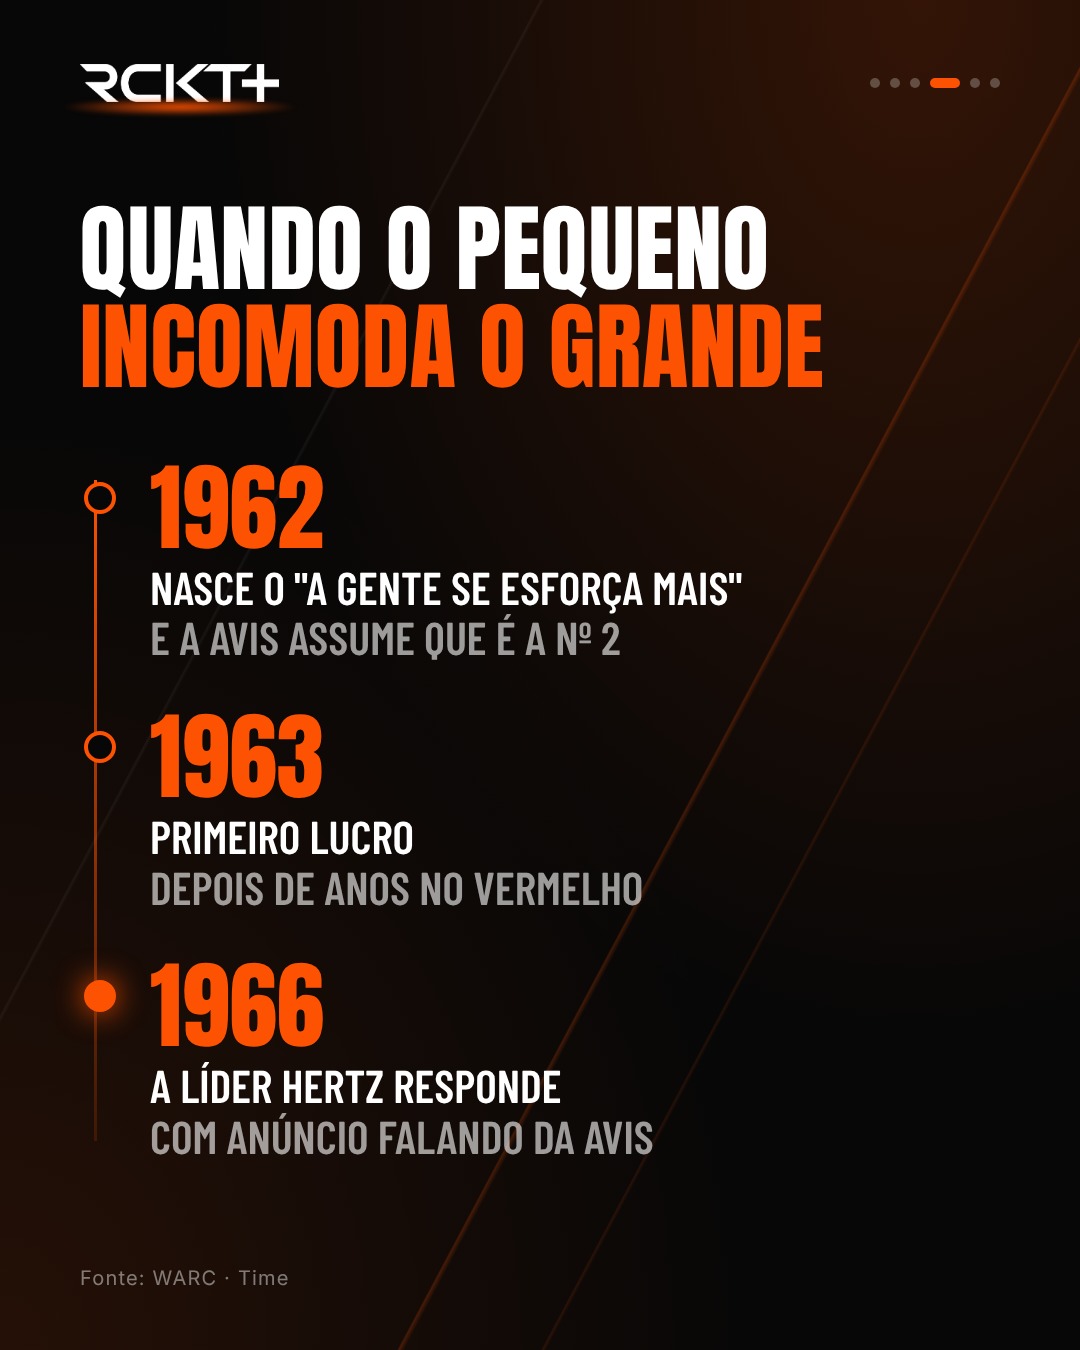 RCKT+
QUANDO O PEQUENO
INCOMODA O GRANDE
1962
NASCE O "A GENTE SE ESFORÇA MAIS"
E A AVIS ASSUME QUE É A Nº 2
1963
PRIMEIRO LUCRO
DEPOIS DE ANOS NO VERMELHO
1966
A LÍDER HERTZ RESPONDE
COM ANÚNCIO FALANDO DA AVIS
Fonte: WARC · Time